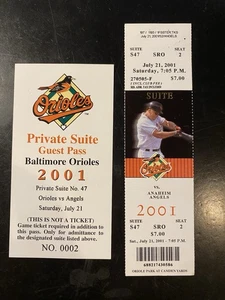 Orioles
Private Suite
Guest Pass
Baltimore Orioles
2001
Private Suite No. 47
Orioles vs Angels
Saturday, July 21
(THIS IS NOT A TICKET)
Game ticket required in addition to
this pass. Only for admittance to
the designated suite listed above.
NO. 0002
SUITE SRO SEAT
S47 SRO 2
July 21, 2001
Saturday, 7:05 P.M.
$7.00
SUITE
Orioles
VS.
ANAHEIM
ANGELS
2001
SUITE SEAT
S47 SRO 2
$7.00
Sat., July 21, 2001 - 7:05 P.M.
ORIOLE PARK AT CAMDEN YARDS